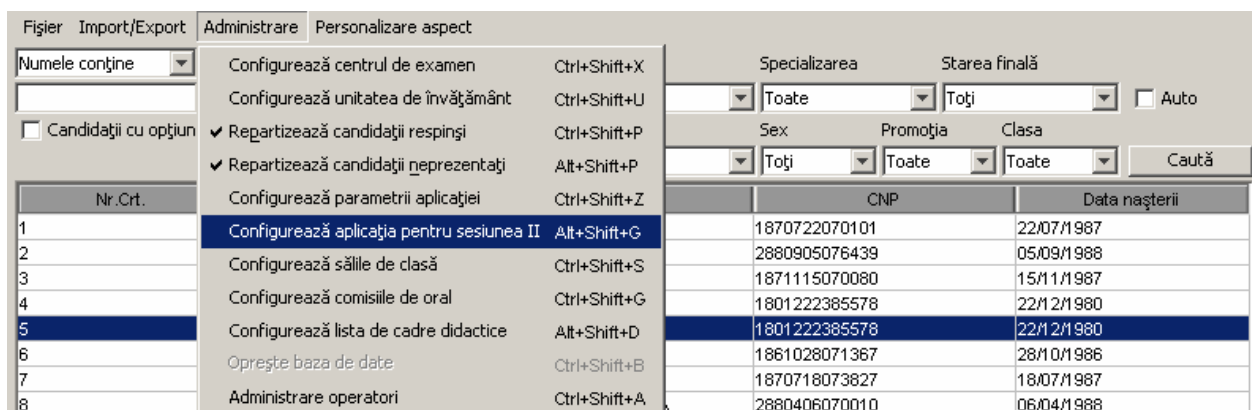 Fişier Import/Export Administrare Personalizare aspect
Numele conţine Specializarea Starea finală
Toate Toţi Auto
Candidaţii cu opţiun Sex Promoţia Clasa
Toţi Toate Toate Caută
Configurează centrul de examen Ctrl+Shift+X
Configurează unitatea de învăţământ Ctrl+Shift+U
Repartizează candidaţii respinşi Ctrl+Shift+P
Repartizează candidaţii neprezentaţi Alt+Shift+P
Configurează parametrii aplicaţiei Ctrl+Shift+Z
Configurează aplicaţia pentru sesiunea II Alt+Shift+G
Configurează sălile de clasă Ctrl+Shift+S
Configurează comisiile de oral Ctrl+Shift+G
Configurează lista de cadre didactice Alt+Shift+D
Opreşte baza de date Ctrl+Shift+B
Administrare operatori Ctrl+Shift+A
Nr.Crt. CNP Data naşterii
1 1870722070101 22/07/1987
2 2880905076439 05/09/1988
3 1871115070080 15/11/1987
4 1801222385578 22/12/1980
5 1801222385578 22/12/1980
6 1861028071367 28/10/1986
7 1870718073827 18/07/1987
8 2880406070010 06/04/1988